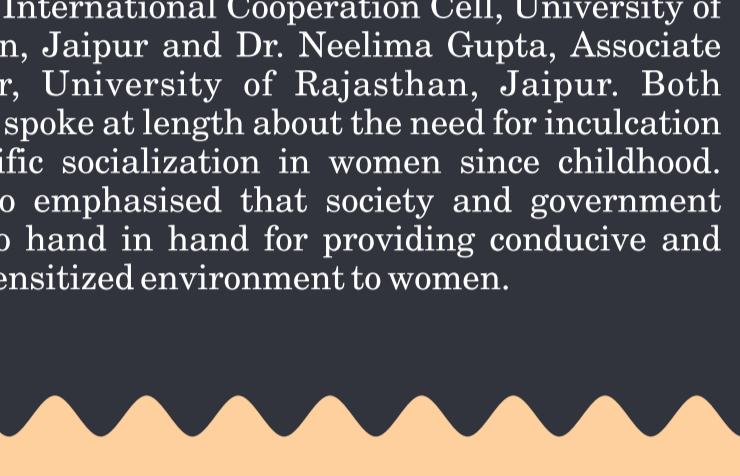 International Cooperation Cell, University of
n, Jaipur and Dr. Neelima Gupta, Associate
r, University of Rajasthan, Jaipur. Both
spoke at length about the need for inculcation
ific socialization in women since childhood.
o emphasised that society and government
o hand in hand for providing conducive and
ensitized environment to women.